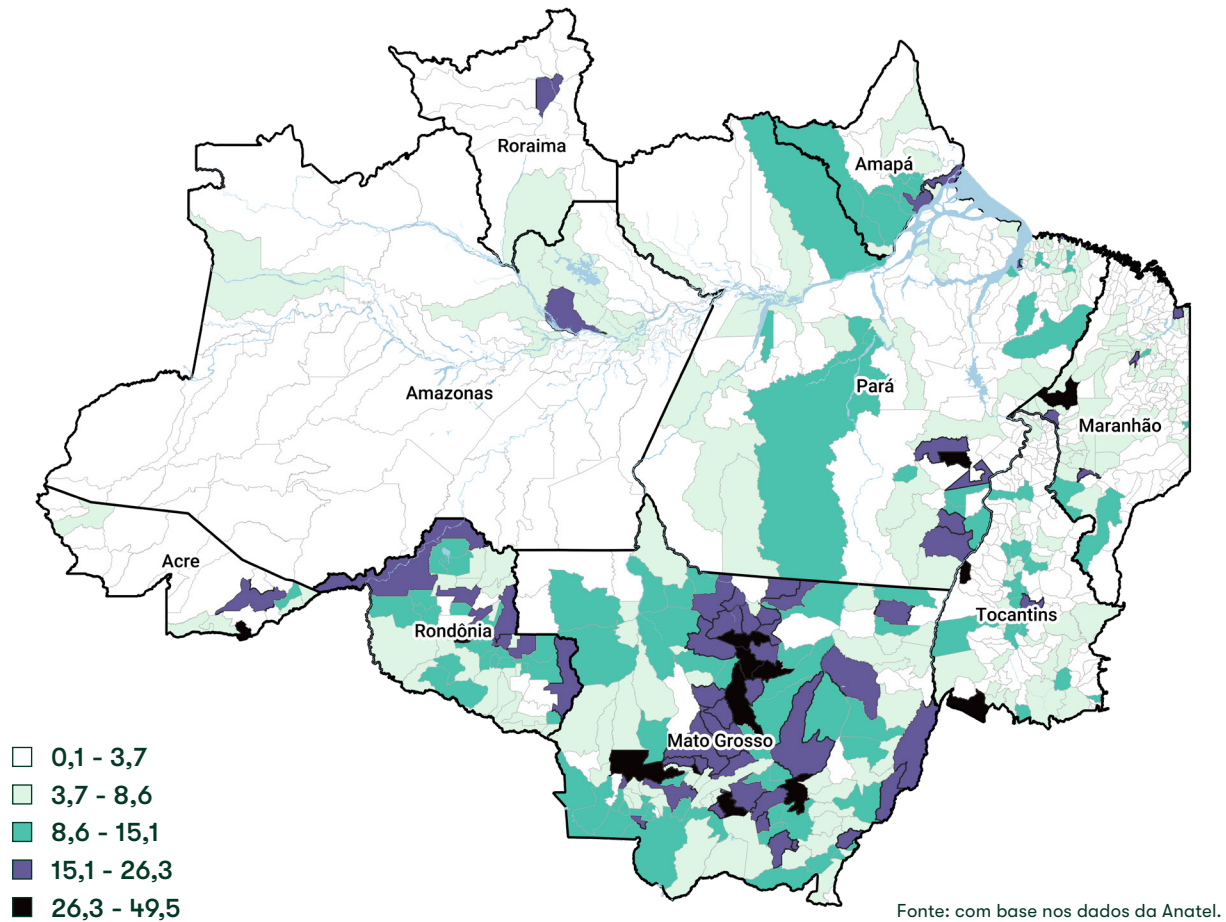 Roraima
Amapá
Amazonas
Pará
Maranhão
Acre
Rondônia
Tocantins
Mato Grosso
0,1 - 3,7
3,7 - 8,6
8,6 - 15,1
15,1 - 26,3
26,3 - 49,5
Fonte: com base nos dados da Anatel.